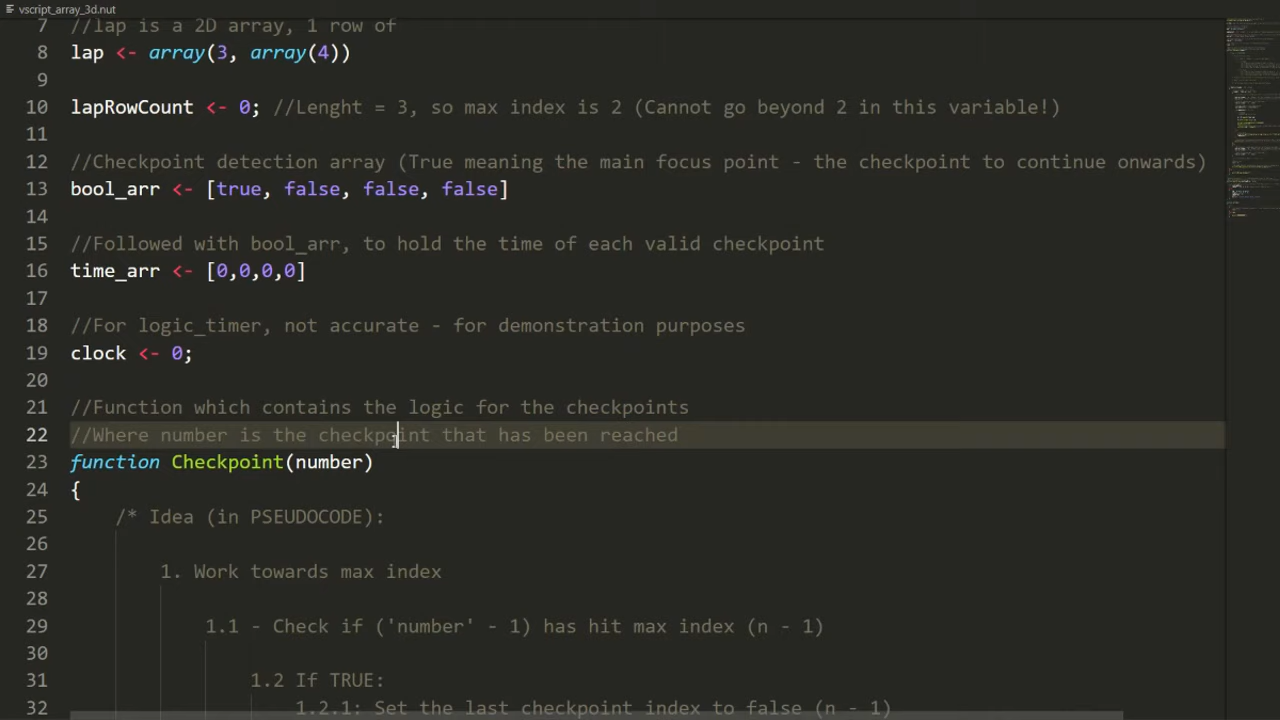 vscript_array_3d.nut
7 //lap is a 2D array, 1 row of
8 lap <- array(3, array(4))
9
10 lapRowCount <- 0; //Lenght = 3, so max index is 2 (Cannot go beyond 2 in this variable!)
11
12 //Checkpoint detection array (True meaning the main focus point - the checkpoint to continue onwards)
13 bool_arr <- [true, false, false, false]
14
15 //Followed with bool_arr, to hold the time of each valid checkpoint
16 time_arr <- [0,0,0,0]
17
18 //For logic_timer, not accurate - for demonstration purposes
19 clock <- 0;
20
21 //Function which contains the logic for the checkpoints
22 //Where number is the checkpoint that has been reached
23 function Checkpoint(number)
24 {
25 /* Idea (in PSEUDOCODE):
26
27 1. Work towards max index
28
29 1.1 - Check if ('number' - 1) has hit max index (n - 1)
30
31 1.2 If TRUE:
32 1.2.1: Set the last checkpoint index to false (n - 1)